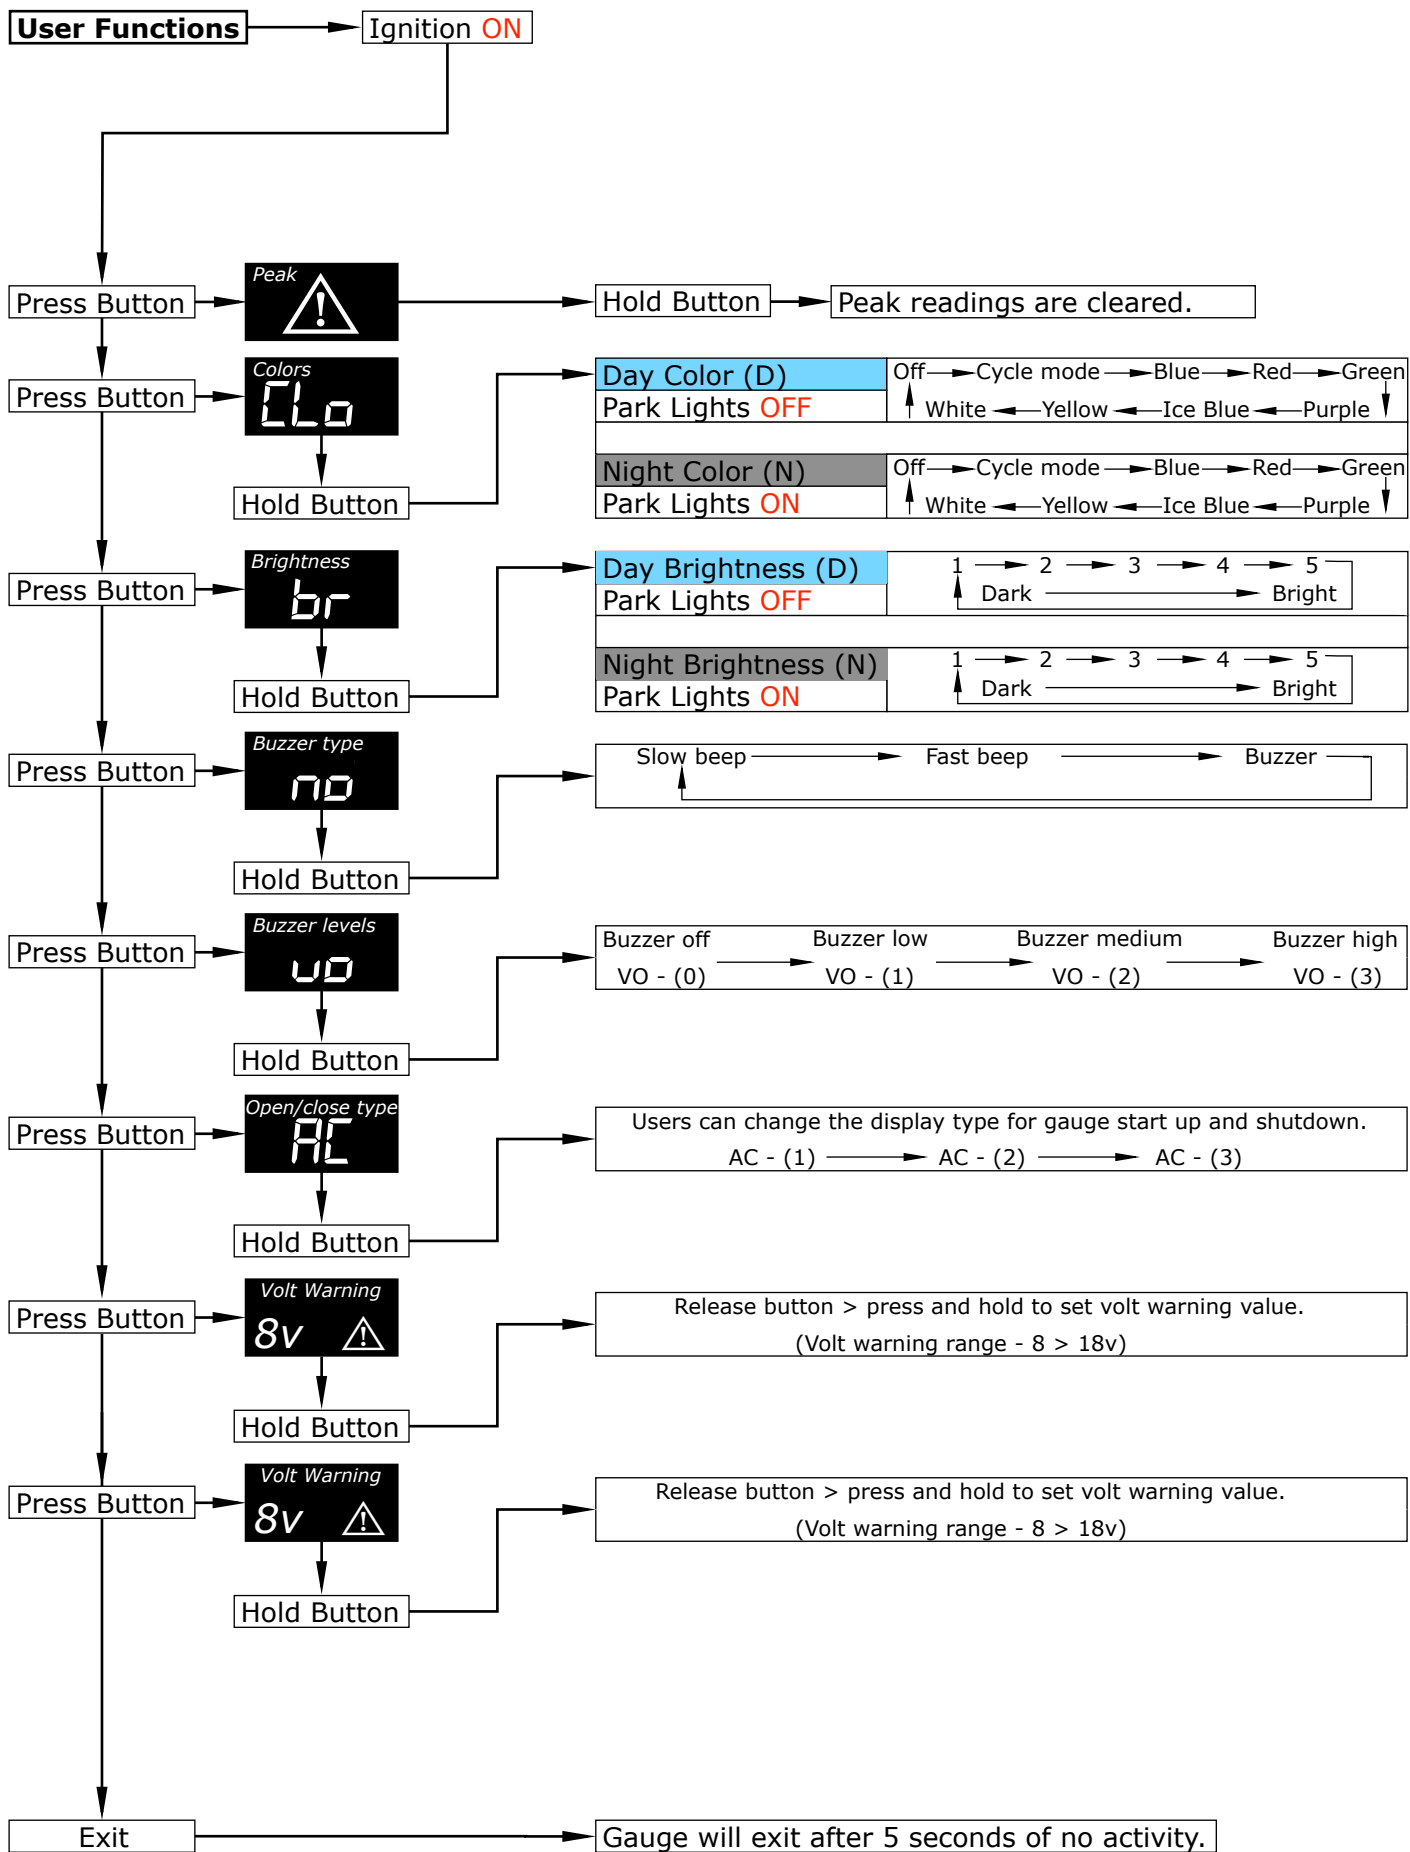 User Functions
Ignition ON
Press Button
Peak
Hold Button
Peak readings are cleared.
Press Button
Colors
CLo
Hold Button
Day Color (D)
Park Lights OFF
Off Cycle mode Blue Red Green
White Yellow Ice Blue Purple
Night Color (N)
Park Lights ON
Off Cycle mode Blue Red Green
White Yellow Ice Blue Purple
Press Button
Brightness
br
Hold Button
Day Brightness (D)
Park Lights OFF
1 2 3 4 5
Dark Bright
Night Brightness (N)
Park Lights ON
1 2 3 4 5
Dark Bright
Press Button
Buzzer type
no
Hold Button
Slow beep Fast beep Buzzer
Press Button
Buzzer levels
vo
Hold Button
Buzzer off Buzzer low Buzzer medium Buzzer high
VO - (0) VO - (1) VO - (2) VO - (3)
Press Button
Open/close type
AC
Hold Button
Users can change the display type for gauge start up and shutdown.
AC - (1) AC - (2) AC - (3)
Press Button
Volt Warning
8v
Hold Button
Release button > press and hold to set volt warning value.
(Volt warning range - 8 > 18v)
Press Button
Volt Warning
8v
Hold Button
Release button > press and hold to set volt warning value.
(Volt warning range - 8 > 18v)
Exit
Gauge will exit after 5 seconds of no activity.